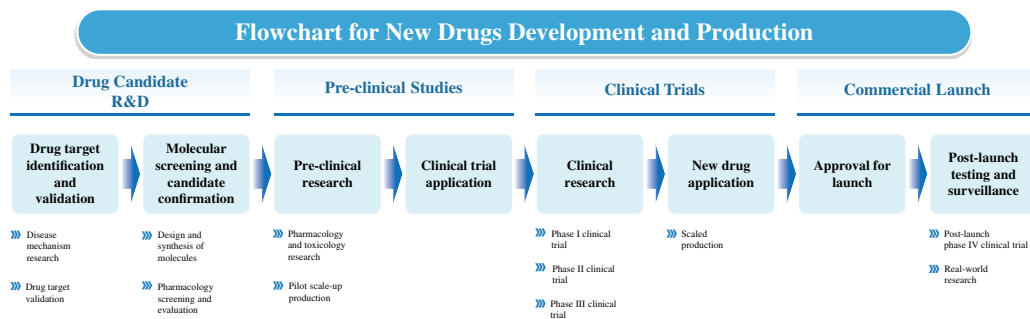 Flowchart for New Drugs Development and Production
Drug Candidate
R&D
Pre-clinical Studies
Clinical Trials
Commercial Launch
Drug target
identification
and
validation
Molecular
screening and
candidate
confirmation
Pre-clinical
research
Clinical trial
application
Clinical
research
New drug
application
Approval for
launch
Post-launch
testing and
surveillance
Disease
mechanism
research
Drug target
validation
Design and
synthesis of
molecules
Pharmacology
screening and
evaluation
Pharmacology
and toxicology
research
Pilot scale-up
production
Phase I clinical
trial
Phase II clinical
trial
Phase III clinical
trial
Scaled
production
Post-launch
phase IV clinical trial
Real-world
research